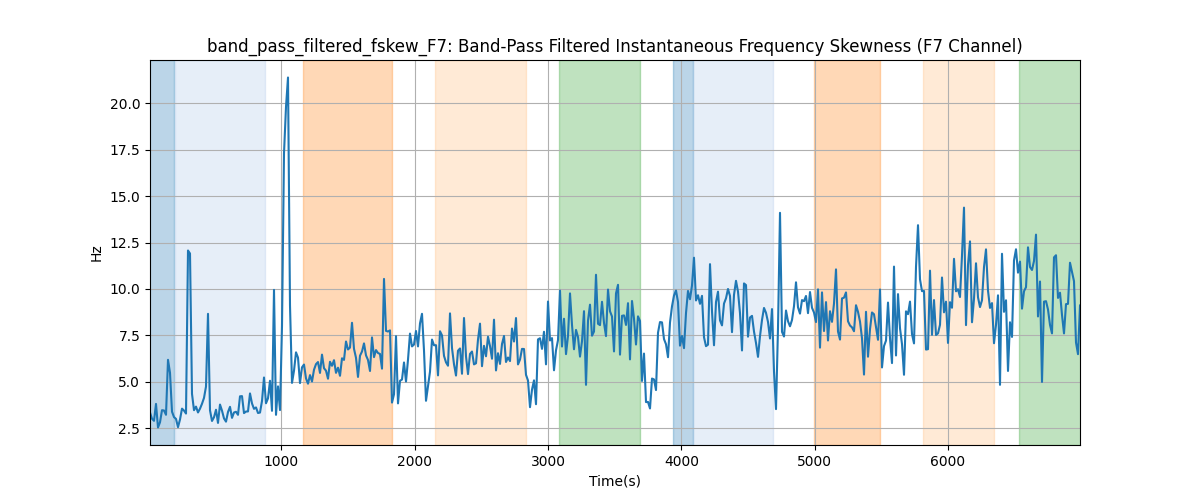 band_pass_filtered_fskew_F7: Band-Pass Filtered Instantaneous Frequency Skewness (F7 Channel)
20.0
17.5
15.0
12.5
10.0
7.5
5.0
2.5
Hz
1000 2000 3000 4000 5000 6000
Time(s)